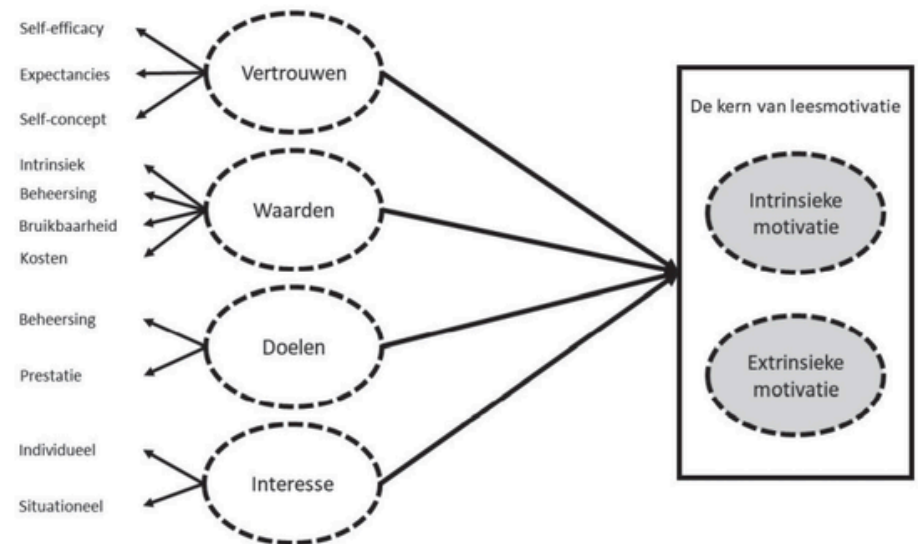 Self-efficacy
Expectancies
Self-concept
Vertrouwen
Intrinsiek
Beheersing
Bruikbaarheid
Kosten
Waarden
Beheersing
Prestatie
Doelen
Individueel
Situationeel
Interesse
De kern van leesmotivatie
Intrinsieke
motivatie
Extrinsieke
motivatie